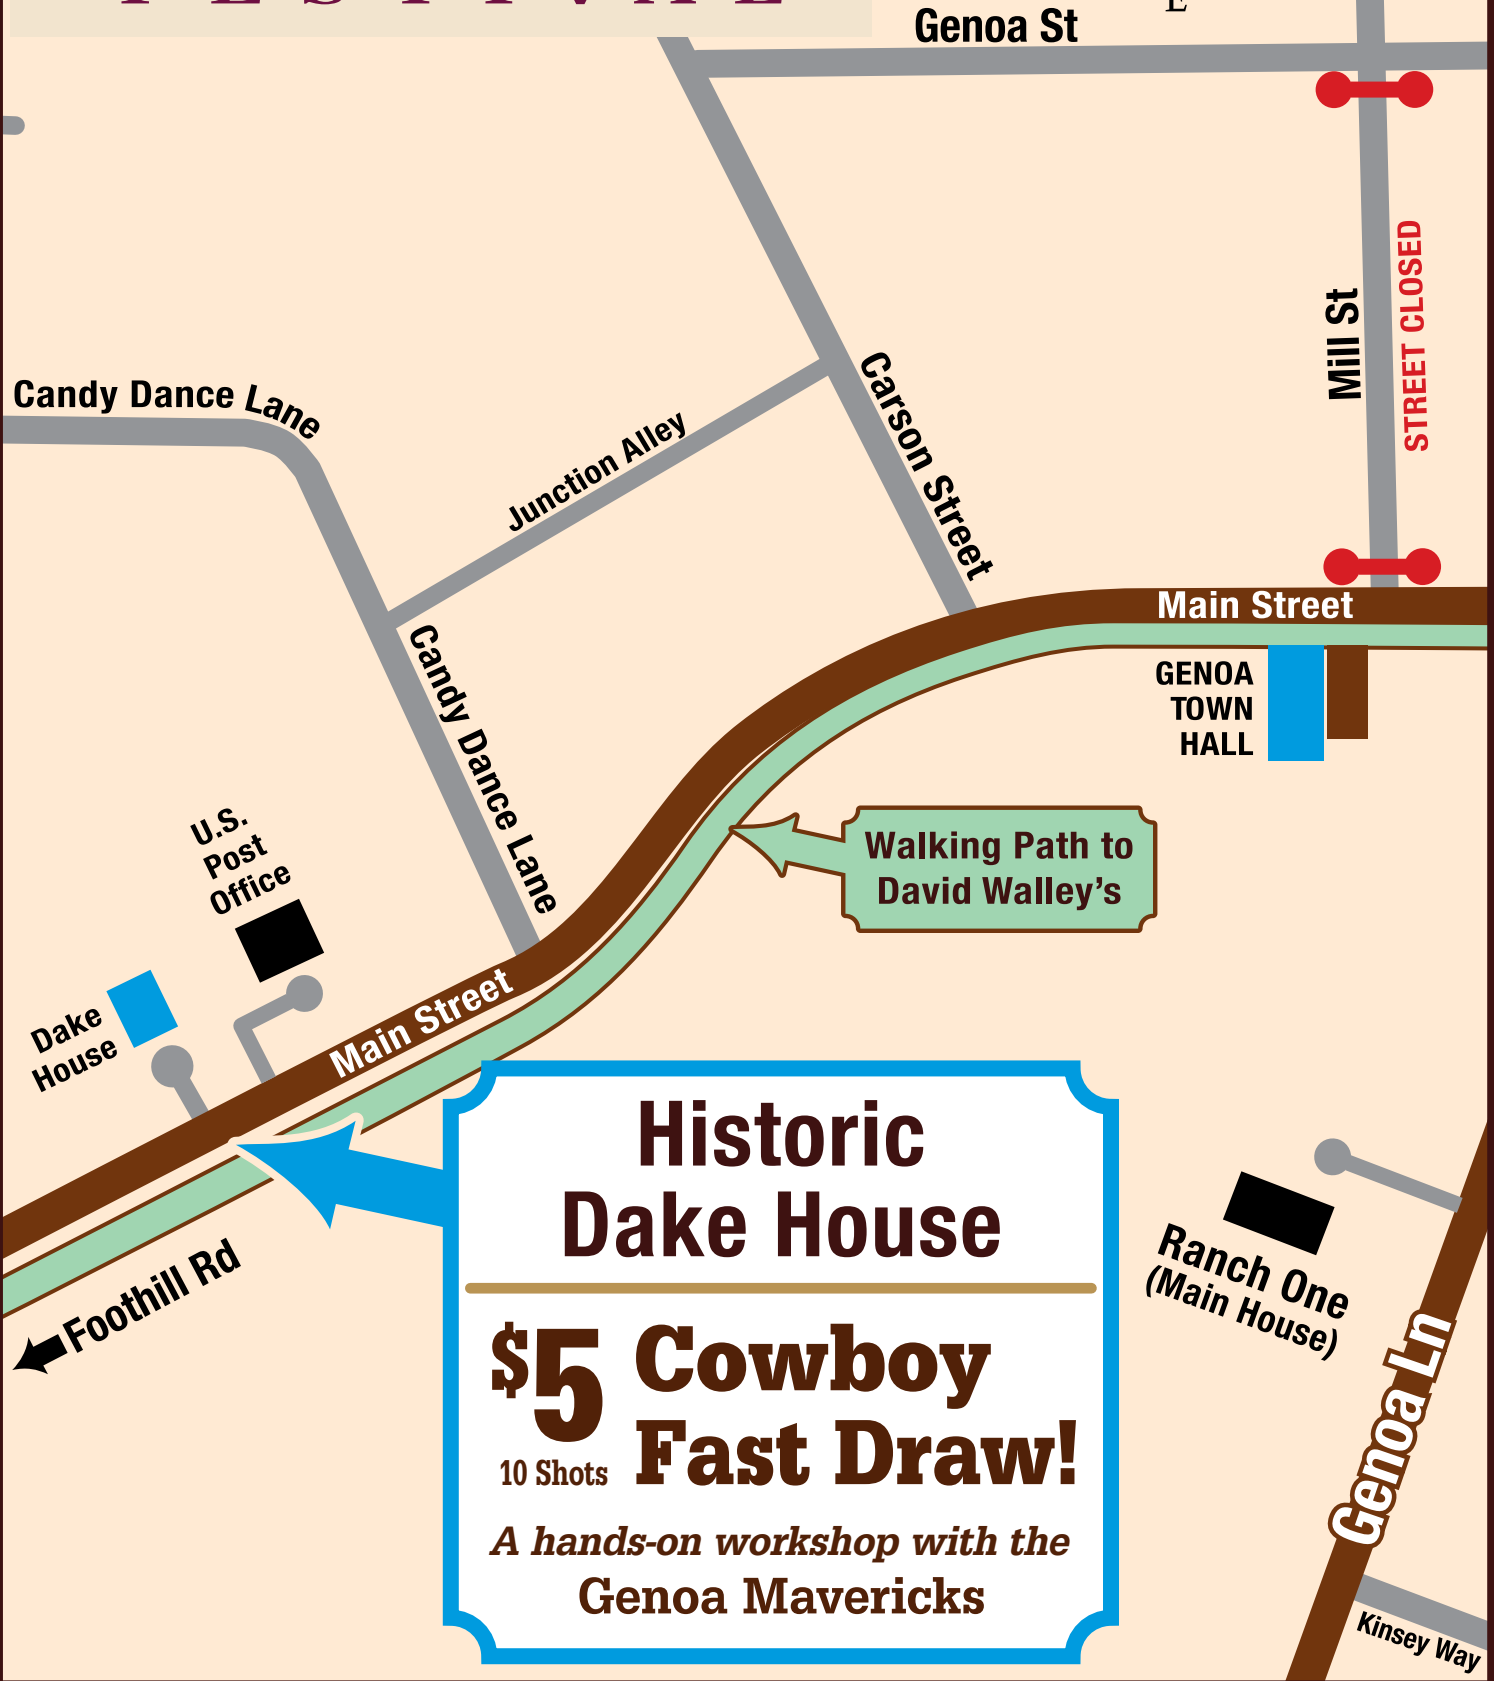 FESTIVAL
E
Genoa St
STREET CLOSED
Mill St
Carson Street
Candy Dance Lane
Junction Alley
Main Street
Candy Dance Lane
GENOA
TOWN
HALL
U.S.
Post
Office
Walking Path to
David Walley’s
Main Street
Dake
House
Historic
Dake House
Foothill Rd
Ranch One
(Main House)
$5
10 Shots
Cowboy
Fast Draw!
Genoa Ln
A hands-on workshop with the
Genoa Mavericks
Kinsey Way